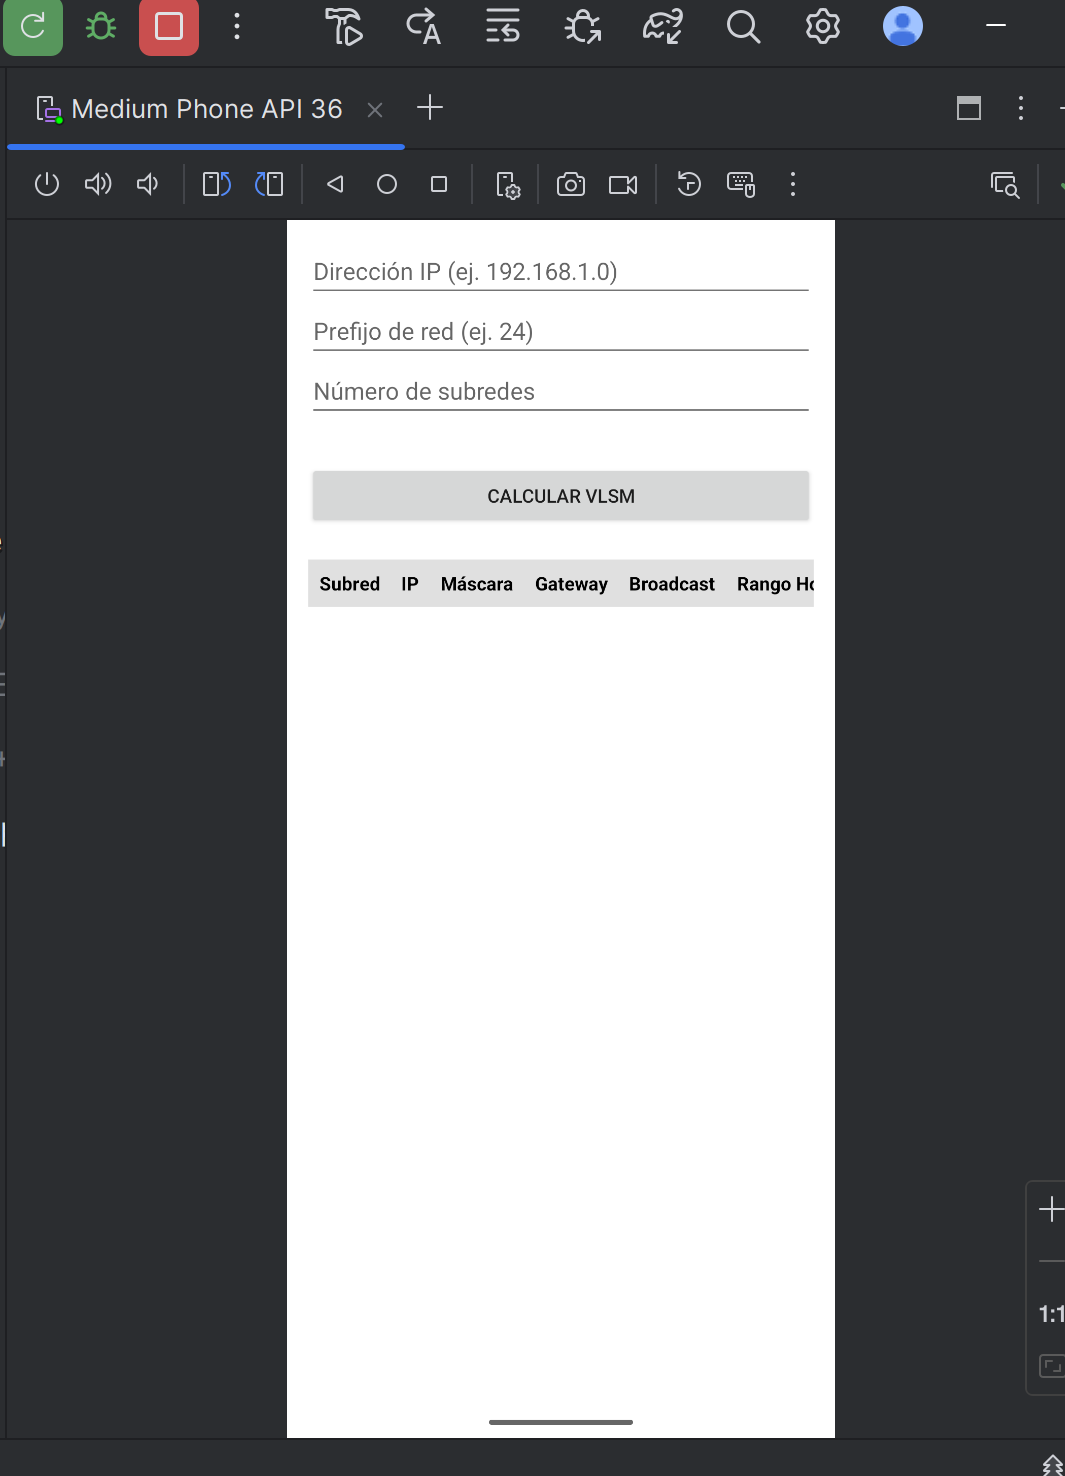 Medium Phone API 36
Dirección IP (ej. 192.168.1.0)
Prefijo de red (ej. 24)
Número de subredes
CALCULAR VLSM
Subred IP Máscara Gateway Broadcast Rango Ho
1:1